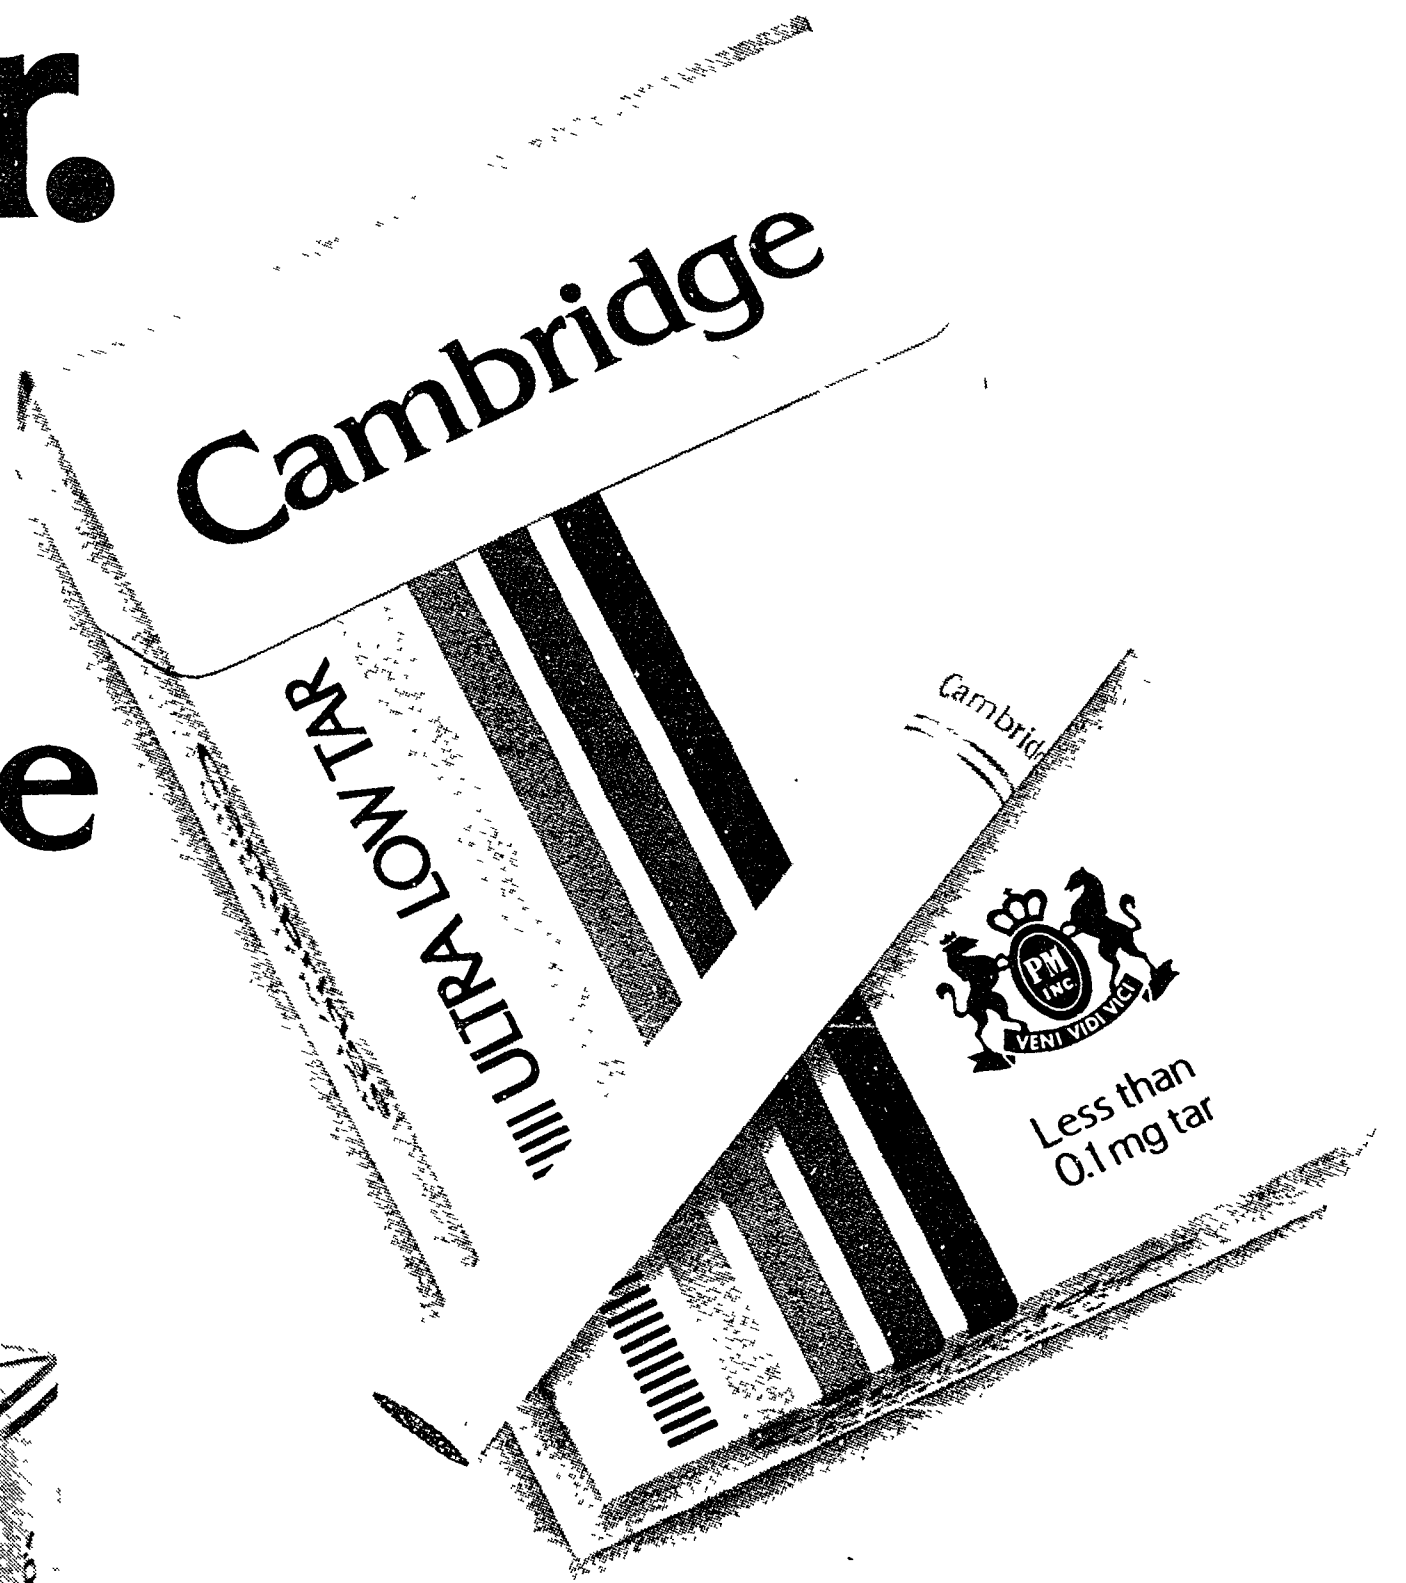 r.
Cambridge
ULTRA LOW TAR
e
Cambrid
PM
INC
VENI VIDI VICI
Less than
0.1 mg tar